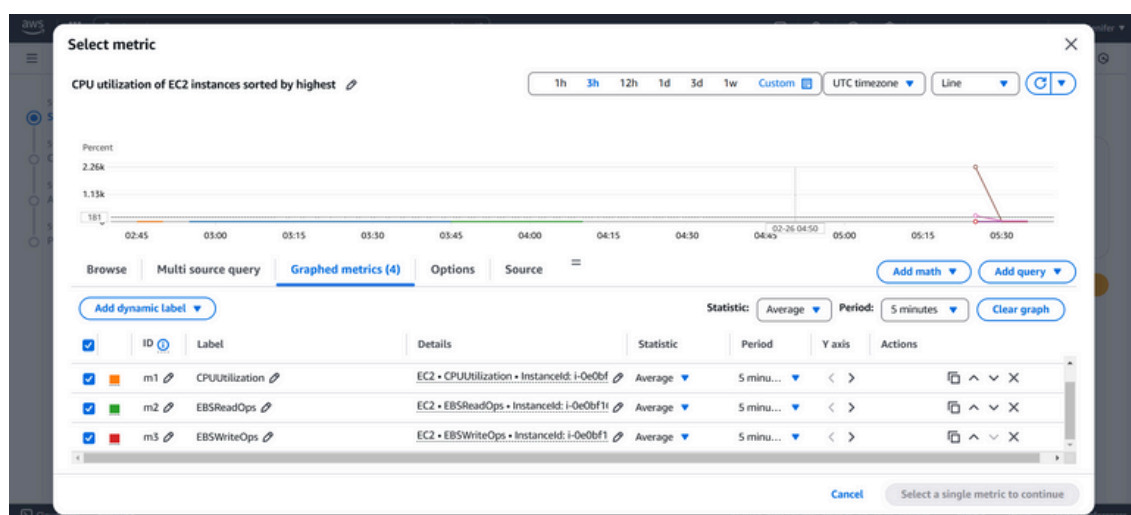 aws
Select metric
nnifer
CPU utilization of EC2 instances sorted by highest
1h 3h 12h 1d 3d 1w Custom UTC timezone Line
Percent
2.26k
1.13k
181
02-26 04:50
02:45 03:00 03:15 03:30 03:45 04:00 04:15 04:30 04:45 05:00 05:15 05:30
Browse Multi source query Graphed metrics (4) Options Source = Add math Add query
Add dynamic label Statistic: Average Period: 5 minutes Clear graph
ID Label Details Statistic Period Y axis Actions
m1 CPUUtilization EC2 • CPUUtilization • InstanceId: i-0e0bf Average 5 minu...
m2 EBSReadOps EC2 • EBSReadOps • InstanceId: i-0e0bf1 Average 5 minu...
m3 EBSWriteOps EC2 • EBSWriteOps • InstanceId: i-0e0bf1 Average 5 minu...
Cancel Select a single metric to continue